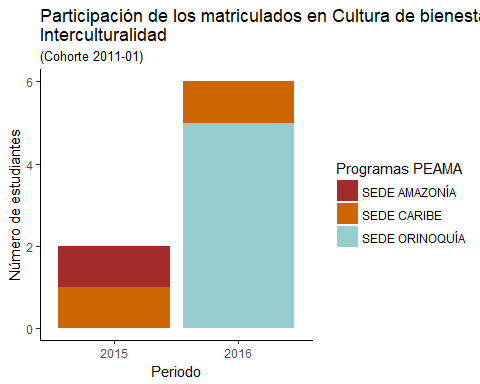 Participación de los matriculados en Cultura de bienesta
Interculturalidad
(Cohorte 2011-01)
Número de estudiantes
6
4
2
0
2015
2016
Periodo
Programas PEAMA
SEDE AMAZONÍA
SEDE CARIBE
SEDE ORINOQUÍA